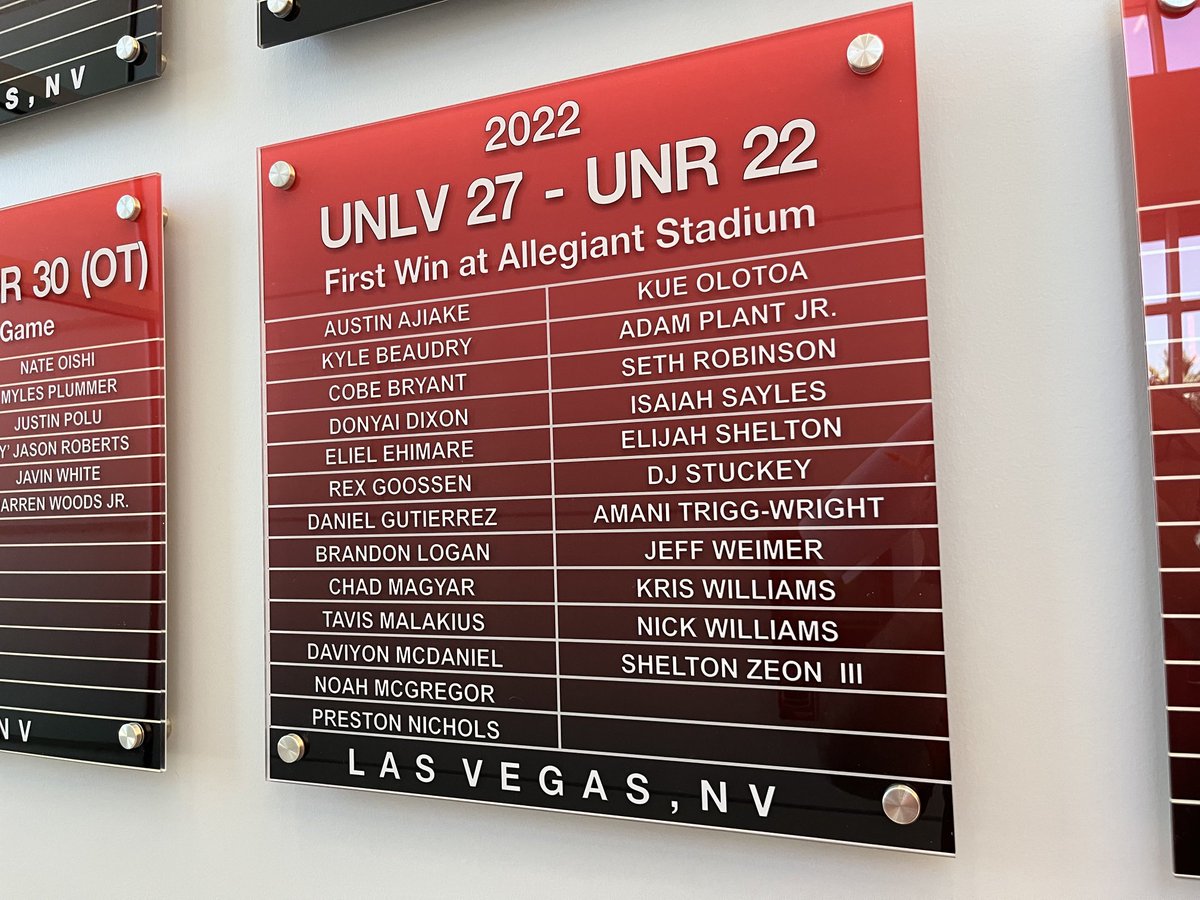 S, NV
R 30 (OT)
Game
NATE OISHI
MYLES PLUMMER
JUSTIN POLU
Y' JASON ROBERTS
JAVIN WHITE
ARREN WOODS JR.
NV
2022
UNLV 27 - UNR 22
First Win at Allegiant Stadium
AUSTIN AJIAKE
KYLE BEAUDRY
COBE BRYANT
DONYAI DIXON
ELIEL EHIMARE
REX GOOSSEN
DANIEL GUTIERREZ
BRANDON LOGAN
CHAD MAGYAR
TAVIS MALAKIUS
DAVIYON MCDANIEL
NOAH MCGREGOR
PRESTON NICHOLS
KUE OLOTOA
ADAM PLANT JR.
SETH ROBINSON
ISAIAH SAYLES
ELIJAH SHELTON
DJ STUCKEY
AMANI TRIGG-WRIGHT
JEFF WEIMER
KRIS WILLIAMS
NICK WILLIAMS
SHELTON ZEON III
LAS VEGAS, NV